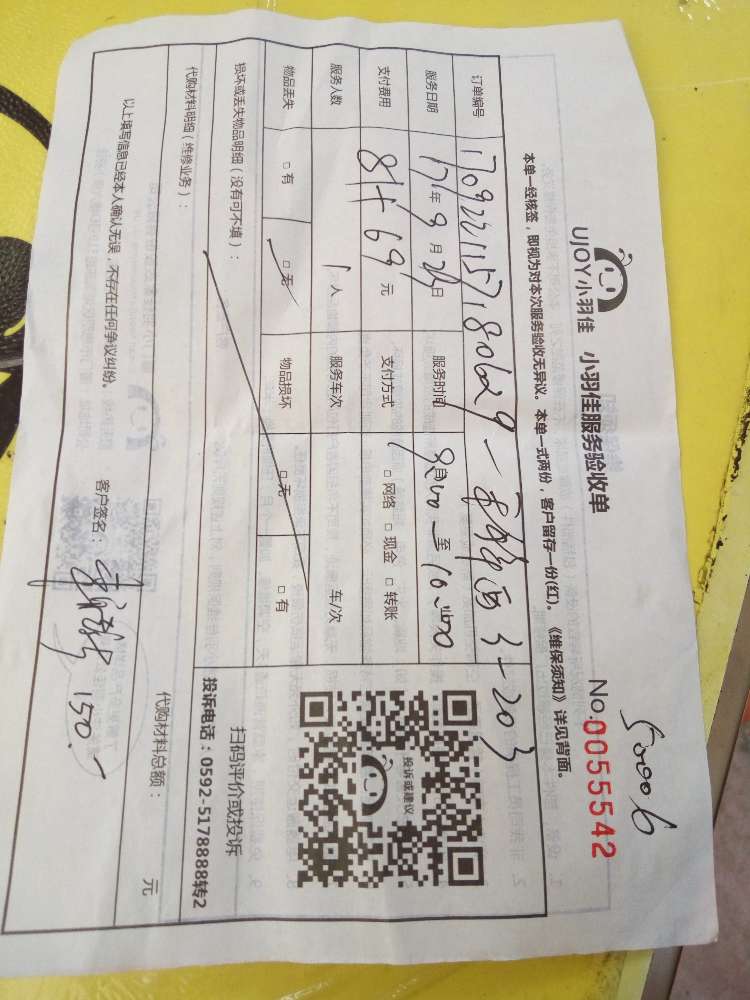 UJOY小羽佳 小羽佳服务验收单
50006
No.0055542
本单一经核签,即视为对本次服务验收无异议。本单一式两份,客户留存一份(红)。《维保须知》详见背面。
订单编号
服务日期 17年9月 日 服务时间 自 至
支付费用 69元 支付方式 □网络 □现金 □转账
服务人数 1人 服务车次 车/次
物品丢失 □有 □无 物品损坏 □无 □有
损坏或丢失物品明细(没有可不填):
投诉或建议
扫码评价或投诉
投诉电话:0592-5178888转2
代购材料明细(维修业务): 代购材料总额: 元
150.-
以上填写信息已经本人确认无误,不存在任何争议纠纷。 客户签名: